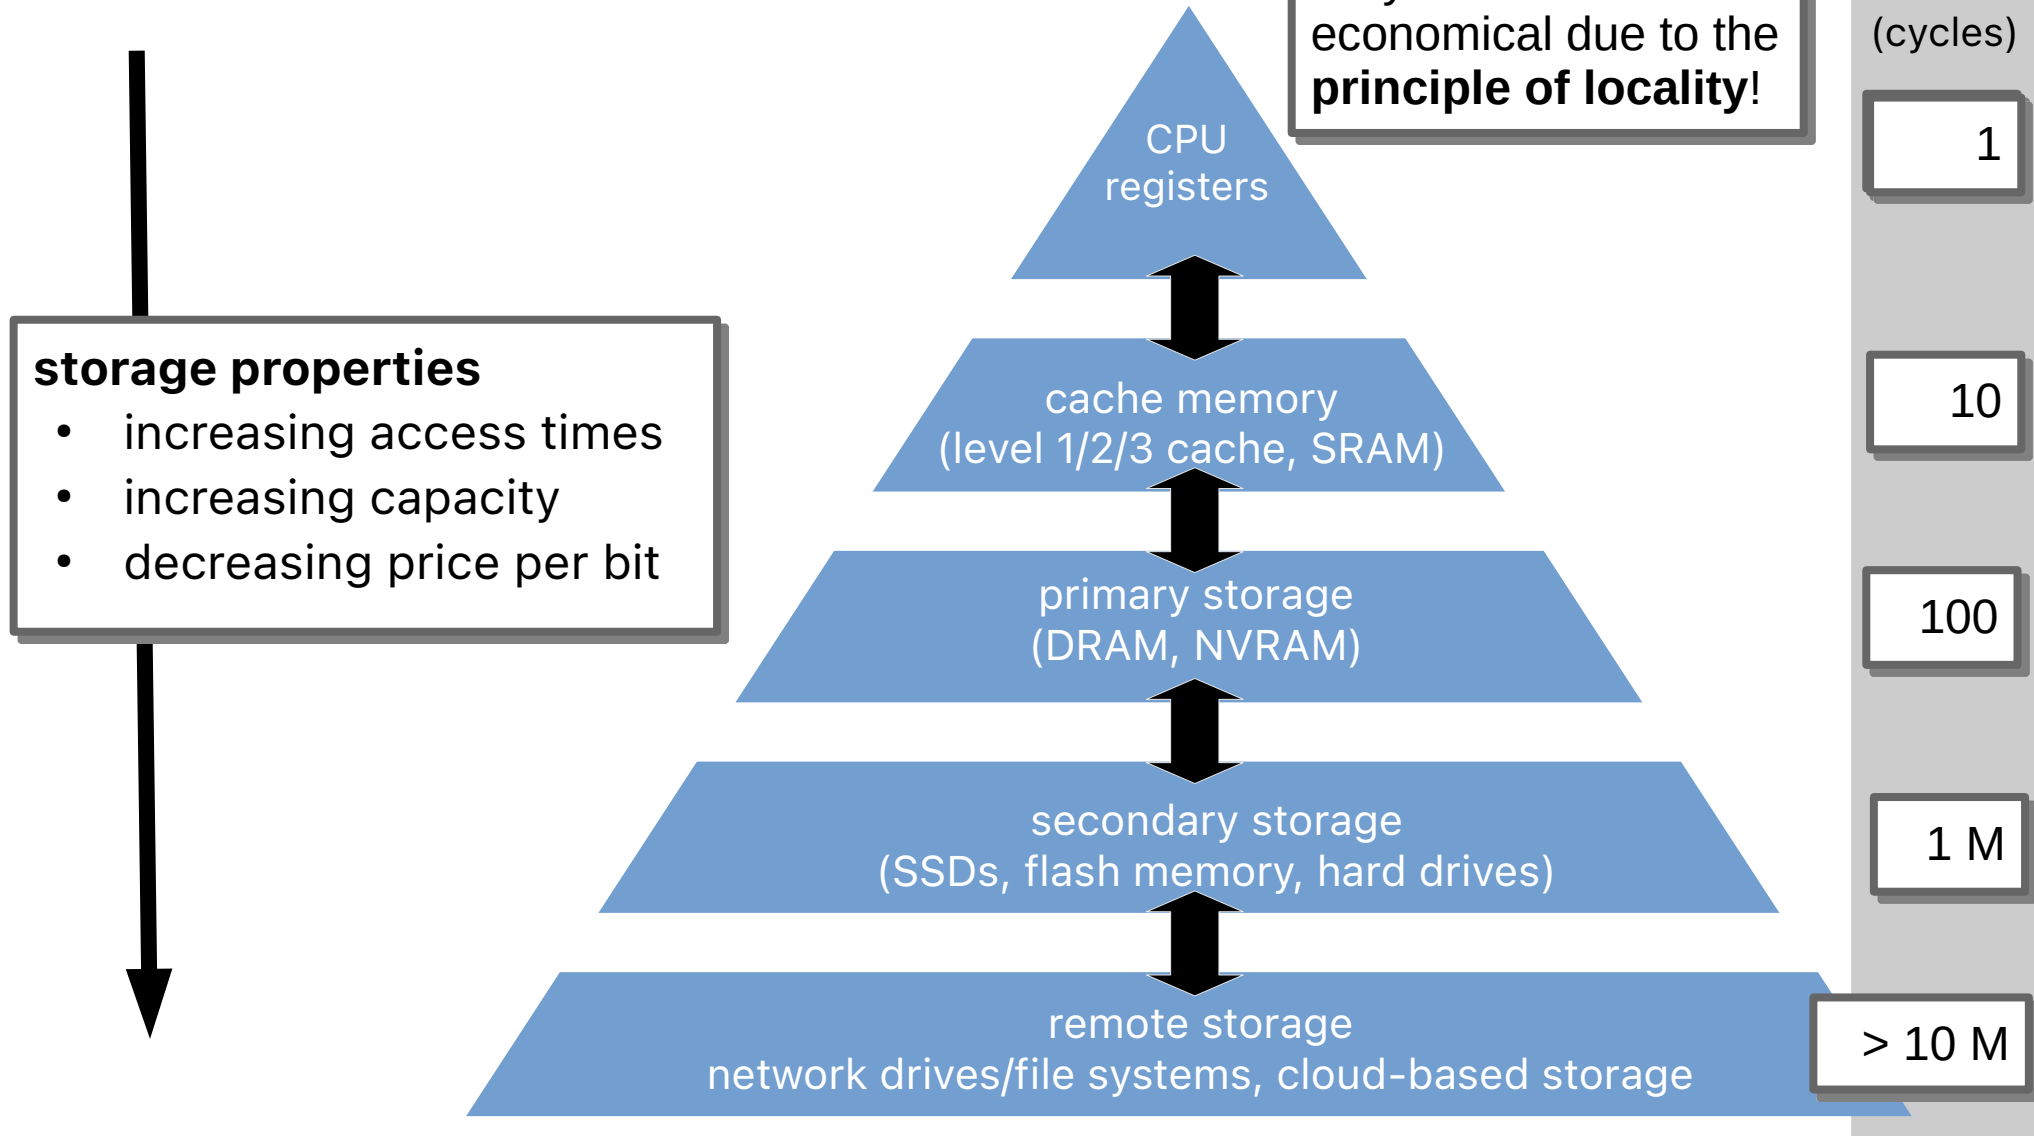 economical due to the
principle of locality!
(cycles)
CPU
registers
1
storage properties
• increasing access times
• increasing capacity
• decreasing price per bit
cache memory
(level 1/2/3 cache, SRAM)
10
primary storage
(DRAM, NVRAM)
100
secondary storage
(SSDs, flash memory, hard drives)
1 M
remote storage
network drives/file systems, cloud-based storage
> 10 M